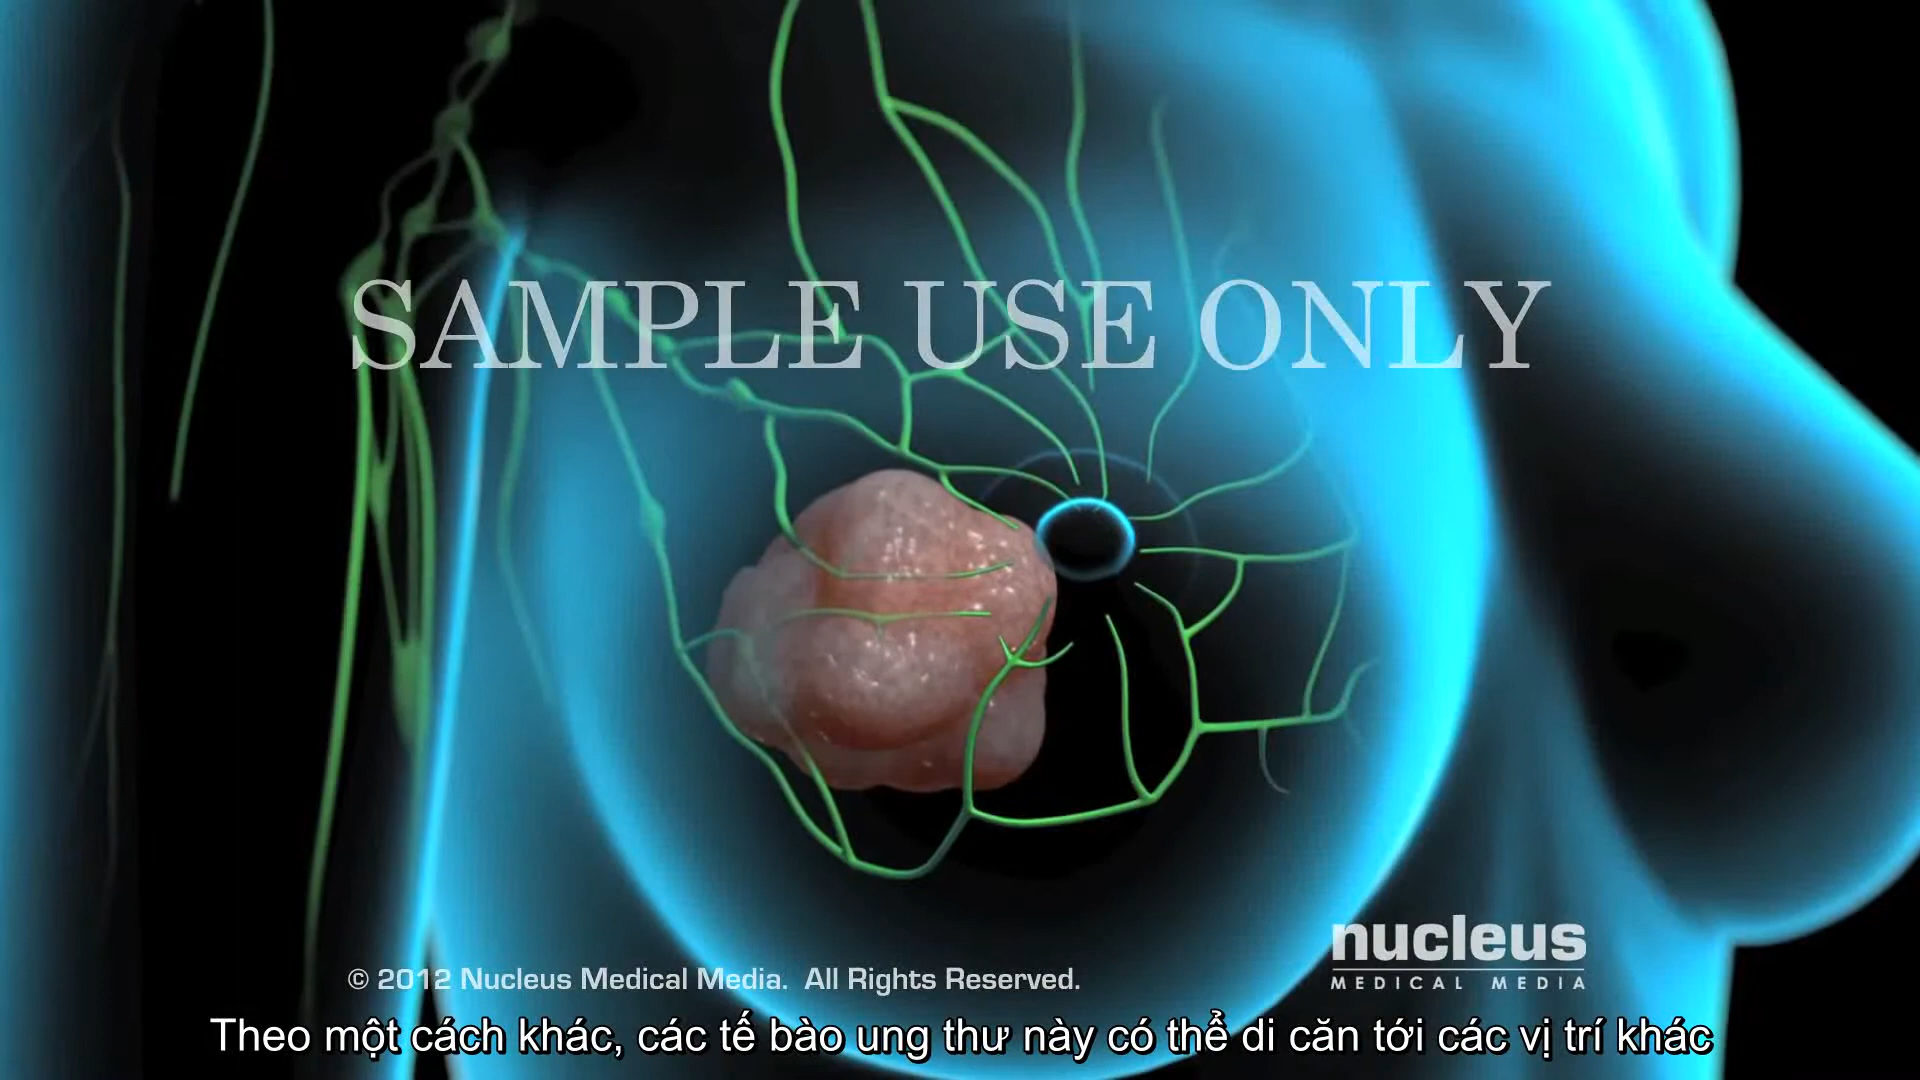 SAMPLE USE ONLY
nucleus
MEDICAL MEDIA
© 2012 Nucleus Medical Media. All Rights Reserved.
Theo một cách khác, các tế bào ung thư này có thể di căn tới các vị trí khác